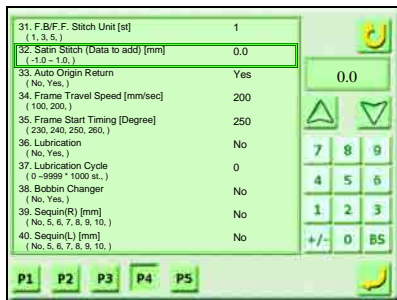 31. F.B/F.F. Stitch Unit [st] 1
( 1, 3, 5, )
32. Satin Stitch (Data to add) [mm] 0.0
( -1.0 ~ 1.0, )
33. Auto Origin Return Yes
( No, Yes, )
34. Frame Travel Speed [mm/sec] 200
( 100, 200, )
35. Frame Start Timing [Degree] 250
( 230, 240, 250, 260, )
36. Lubrication No
( No, Yes, )
37. Lubrication Cycle 0
( 0 ~9999 * 1000 st., )
38. Bobbin Changer No
( No, Yes, )
39. Sequin(R) [mm] No
( No, 5, 6, 7, 8, 9, 10, )
40. Sequin(L) [mm] No
( No, 5, 6, 7, 8, 9, 10, )
0.0
7 8 9
4 5 6
1 2 3
+/- 0 BS
P1 P2 P3 P4 P5